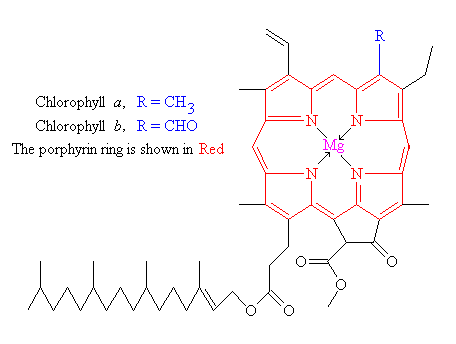 R
Chlorophyll a, R = CH3
Chlorophyll b, R = CHO
The porphyrin ring is shown in Red
N N
Mg
N N
O
O
O
O
O